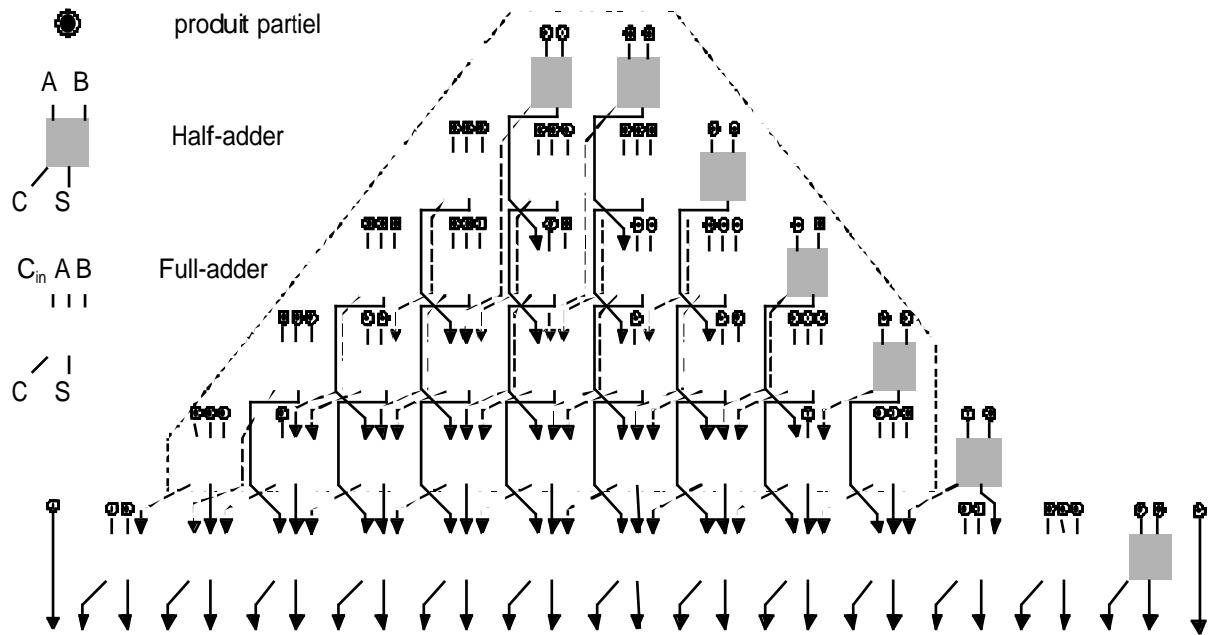 produit partiel
A B
Half-adder
C S
Cin A B Full-adder
C S